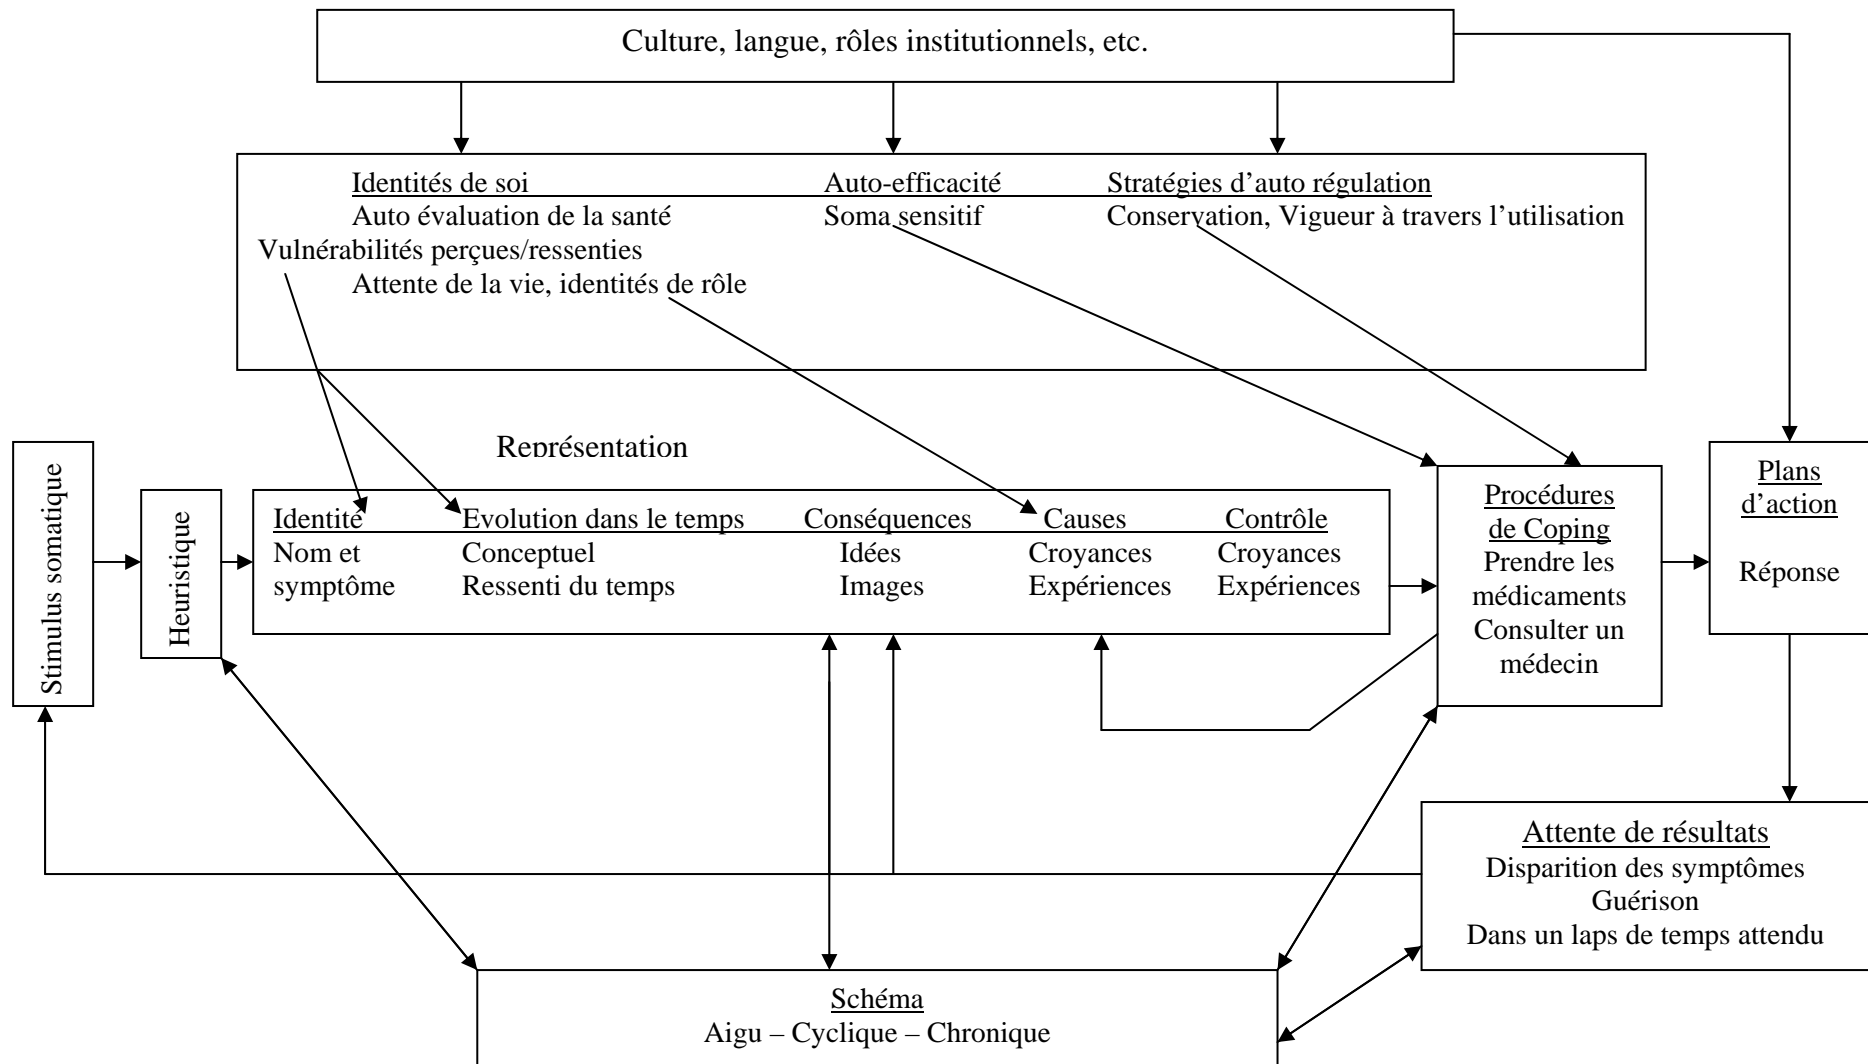 Culture, langue, rôles institutionnels, etc.
Identités de soi Auto-efficacité Stratégies d’auto régulation
Auto évaluation de la santé Soma sensitif Conservation, Vigueur à travers l’utilisation
Vulnérabilités perçues/ressenties
Attente de la vie, identités de rôle
Représentation
Stimulus somatique
Heuristique
Identité Evolution dans le temps Conséquences Causes Contrôle
Nom et Conceptuel Idées Croyances Croyances
symptôme Ressenti du temps Images Expériences Expériences
Procédures
de Coping
Prendre les
médicaments
Consulter un
médecin
Plans
d’action
Réponse
Attente de résultats
Disparition des symptômes
Guérison
Dans un laps de temps attendu
Schéma
Aigu – Cyclique – Chronique